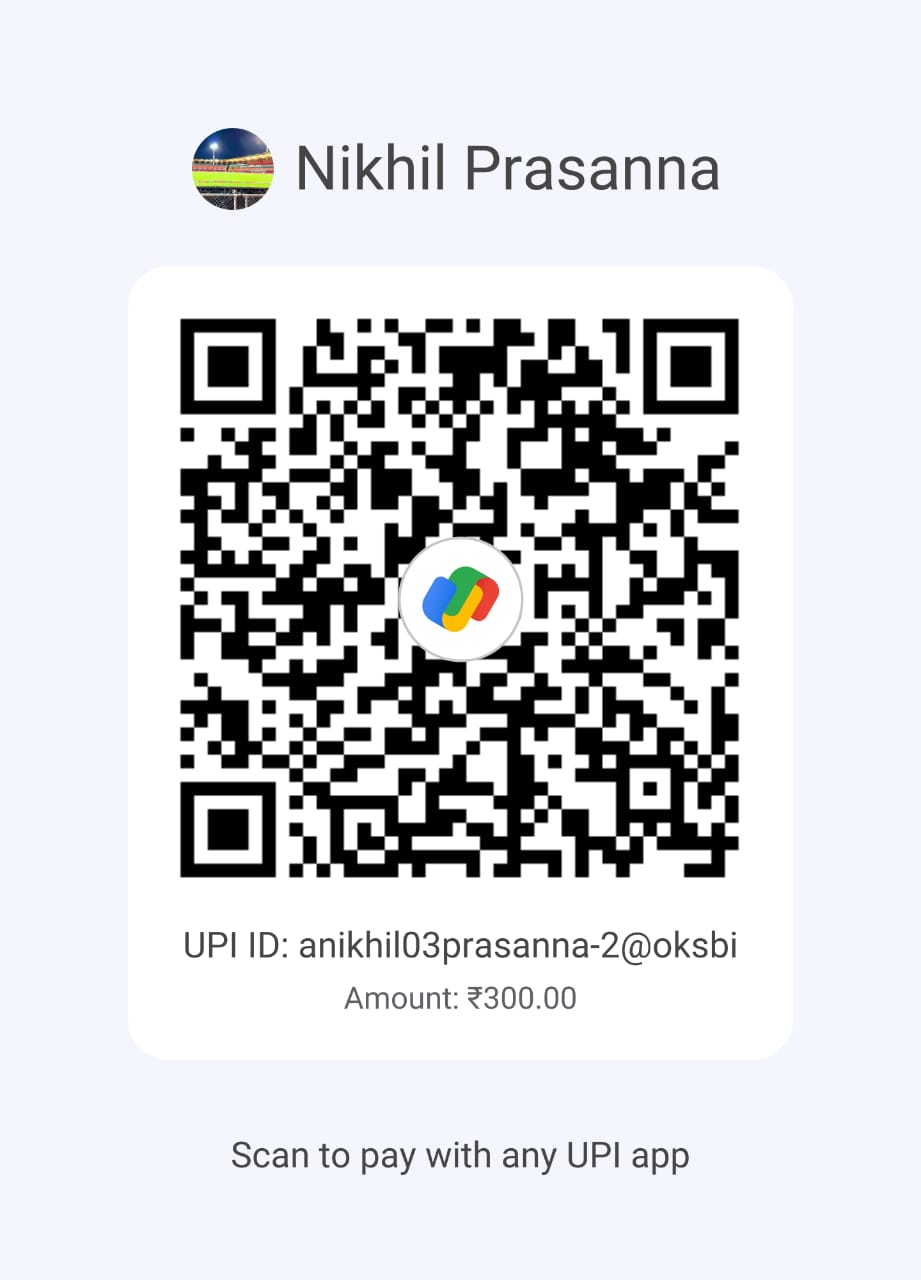 Nikhil Prasanna
UPI ID: anikhil03prasanna-2@oksbi
Amount: ₹300.00
Scan to pay with any UPI app